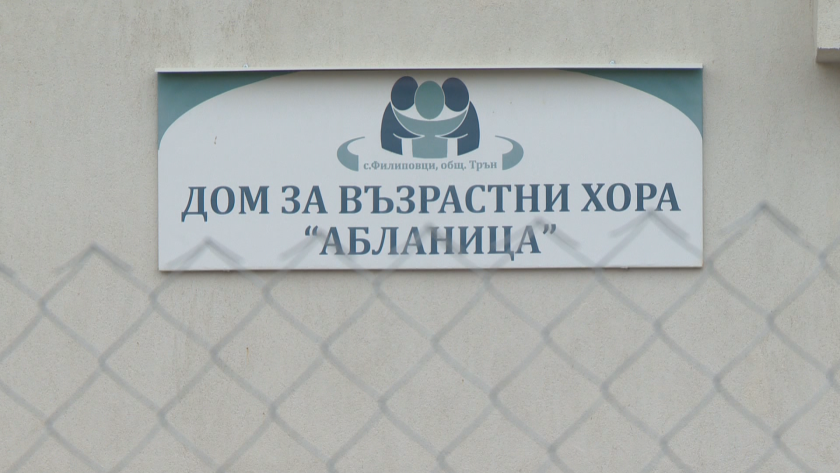 с.Филиповци, общ. Трън
ДОМ ЗА ВЪЗРАСТНИ ХОРА
“АБЛАНИЦА”